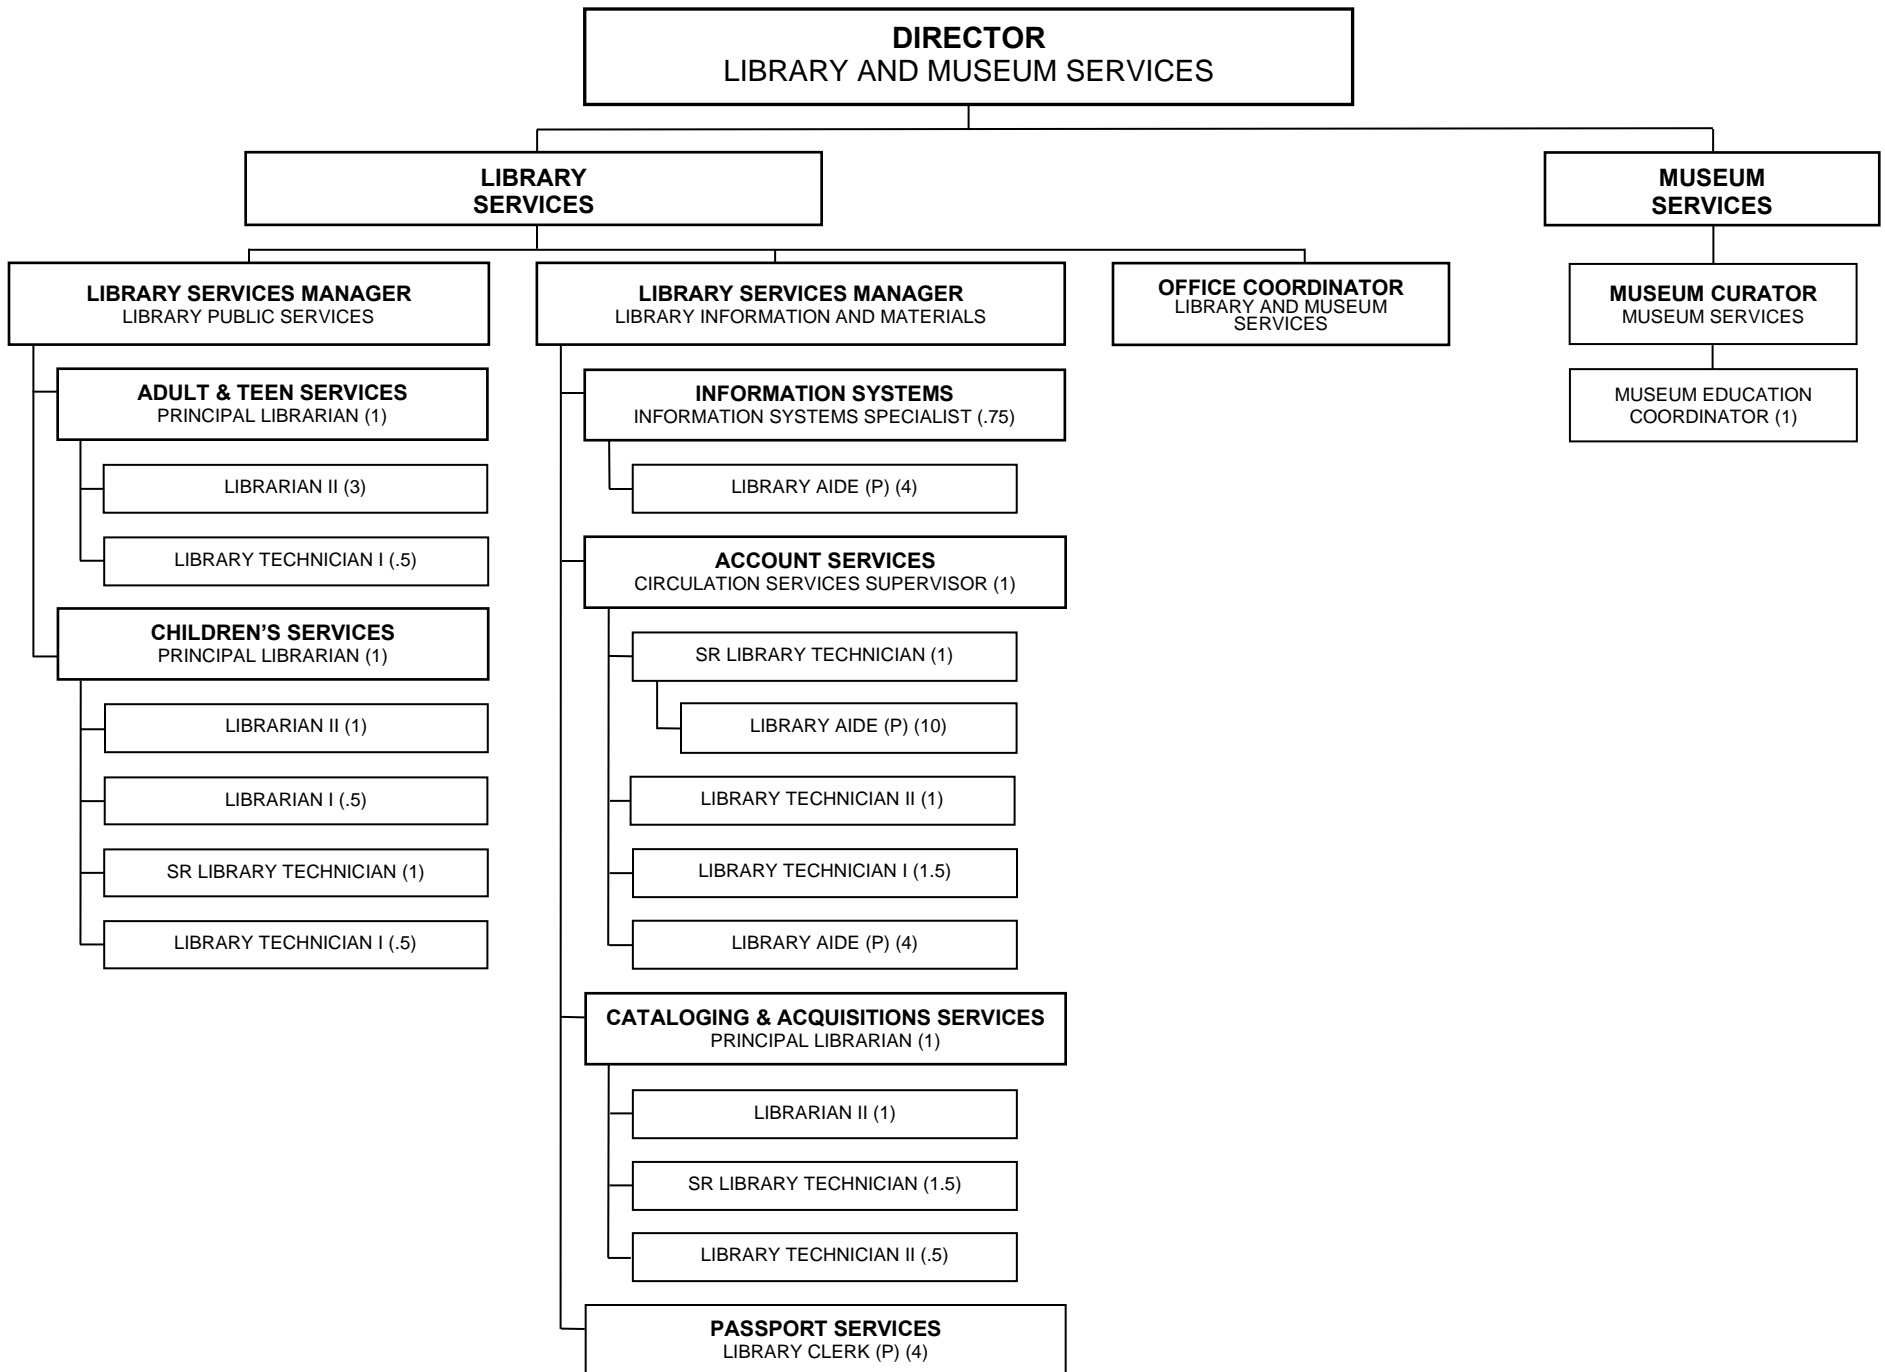 DIRECTOR
LIBRARY AND MUSEUM SERVICES
LIBRARY
SERVICES
MUSEUM
SERVICES
LIBRARY SERVICES MANAGER
LIBRARY PUBLIC SERVICES
LIBRARY SERVICES MANAGER
LIBRARY INFORMATION AND MATERIALS
OFFICE COORDINATOR
LIBRARY AND MUSEUM
SERVICES
MUSEUM CURATOR
MUSEUM SERVICES
ADULT & TEEN SERVICES
PRINCIPAL LIBRARIAN (1)
LIBRARIAN II (3)
LIBRARY TECHNICIAN I (.5)
CHILDREN'S SERVICES
PRINCIPAL LIBRARIAN (1)
LIBRARIAN II (1)
LIBRARIAN I (.5)
SR LIBRARY TECHNICIAN (1)
LIBRARY TECHNICIAN I (.5)
INFORMATION SYSTEMS
INFORMATION SYSTEMS SPECIALIST (.75)
LIBRARY AIDE (P) (4)
ACCOUNT SERVICES
CIRCULATION SERVICES SUPERVISOR (1)
SR LIBRARY TECHNICIAN (1)
LIBRARY AIDE (P) (10)
LIBRARY TECHNICIAN II (1)
LIBRARY TECHNICIAN I (1.5)
LIBRARY AIDE (P) (4)
CATALOGING & ACQUISITIONS SERVICES
PRINCIPAL LIBRARIAN (1)
LIBRARIAN II (1)
SR LIBRARY TECHNICIAN (1.5)
LIBRARY TECHNICIAN II (.5)
PASSPORT SERVICES
LIBRARY CLERK (P) (4)
MUSEUM EDUCATION
COORDINATOR (1)